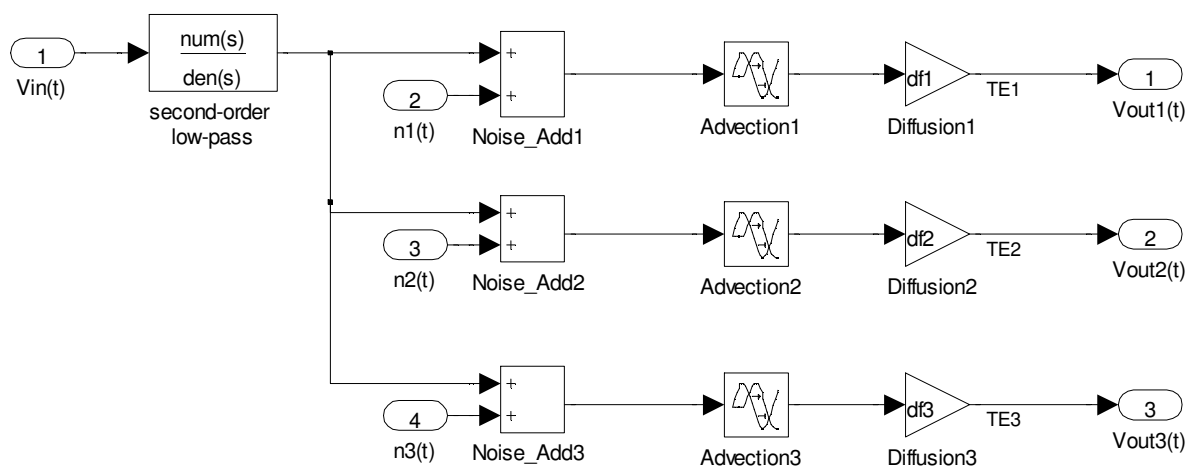 1
Vin(t)
num(s)
den(s)
second-order
low-pass
+
+
2
n1(t)
Noise_Add1
Advection1
df1
Diffusion1
TE1
1
Vout1(t)
+
+
3
n2(t)
Noise_Add2
Advection2
df2
Diffusion2
TE2
2
Vout2(t)
+
+
4
n3(t)
Noise_Add3
Advection3
df3
Diffusion3
TE3
3
Vout3(t)